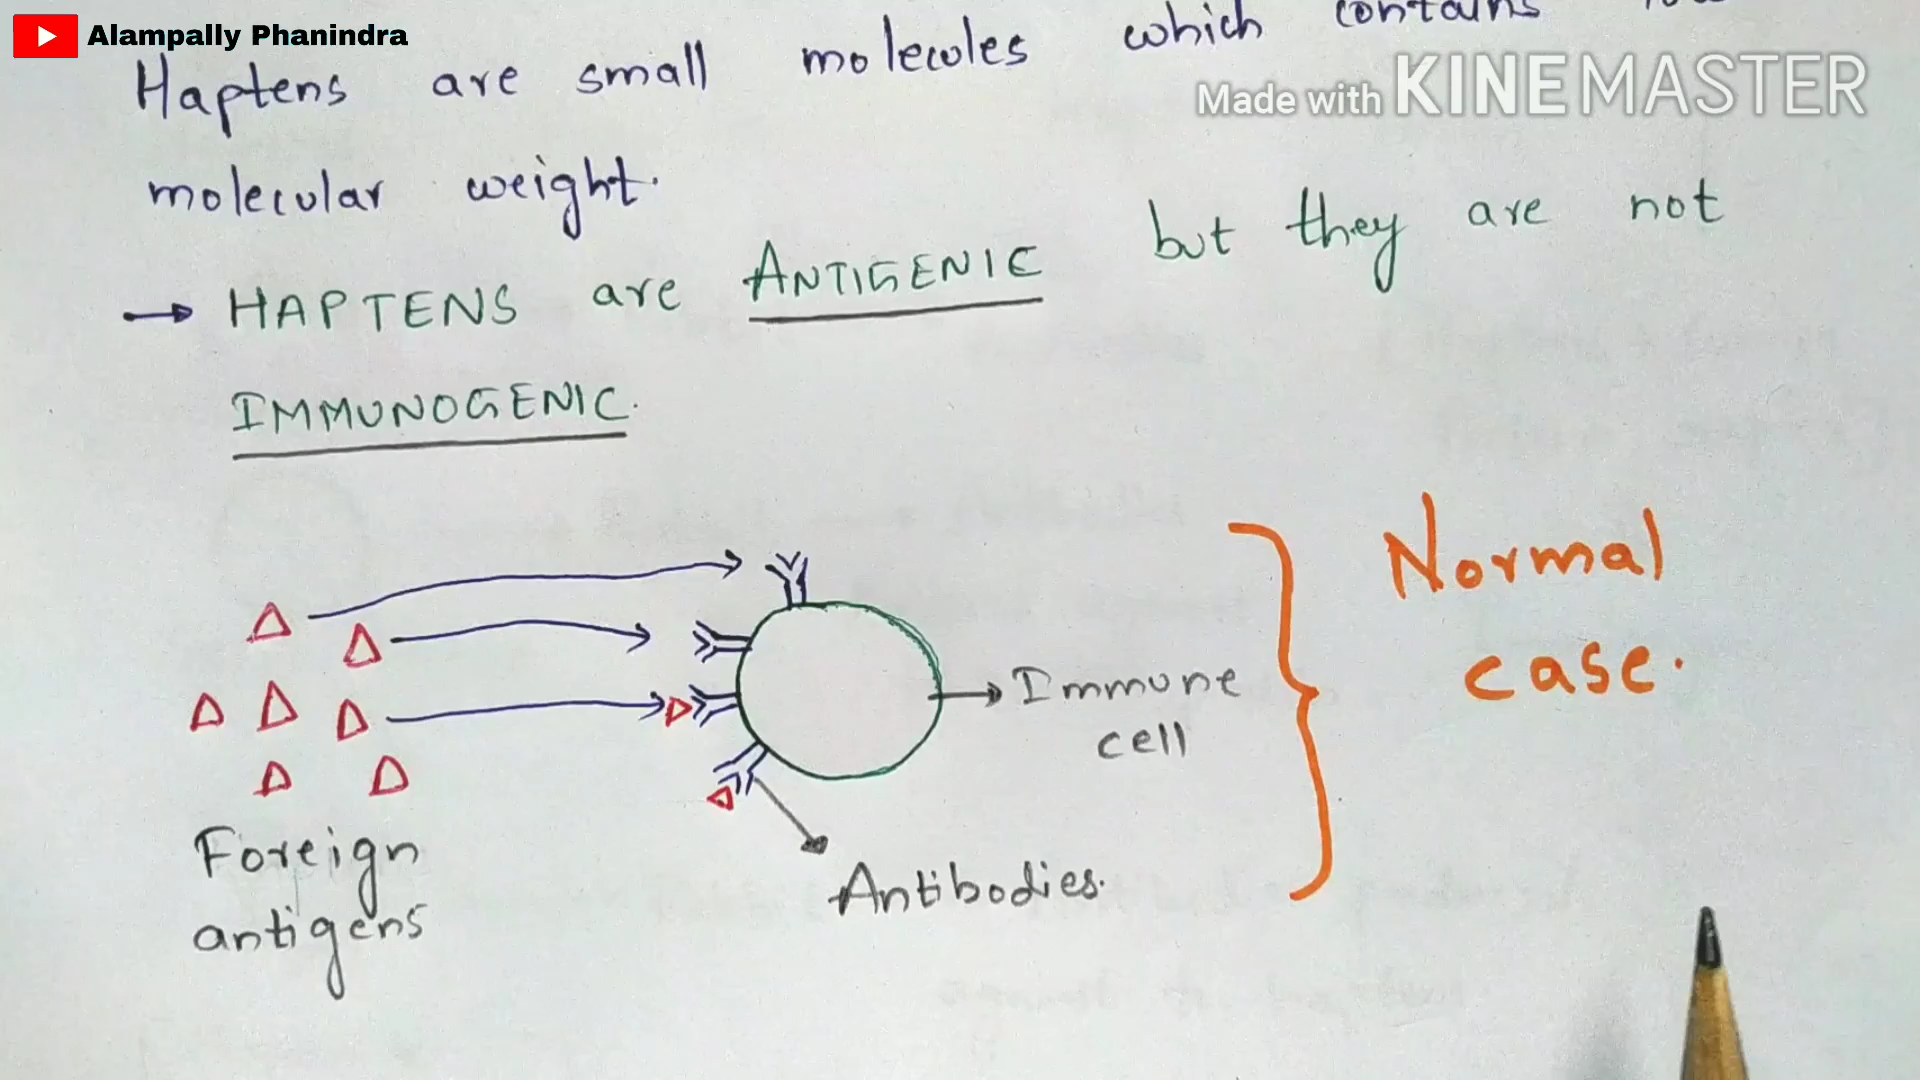 Alampally Phanindra
Haptens are small molecules which contains
Made with KINEMASTER
molecular weight.
→ HAPTENS are ANTIGENIC but they are not
IMMUNOGENIC.
Normal
case.
Immune
cell
Antibodies.
Foreign
antigens